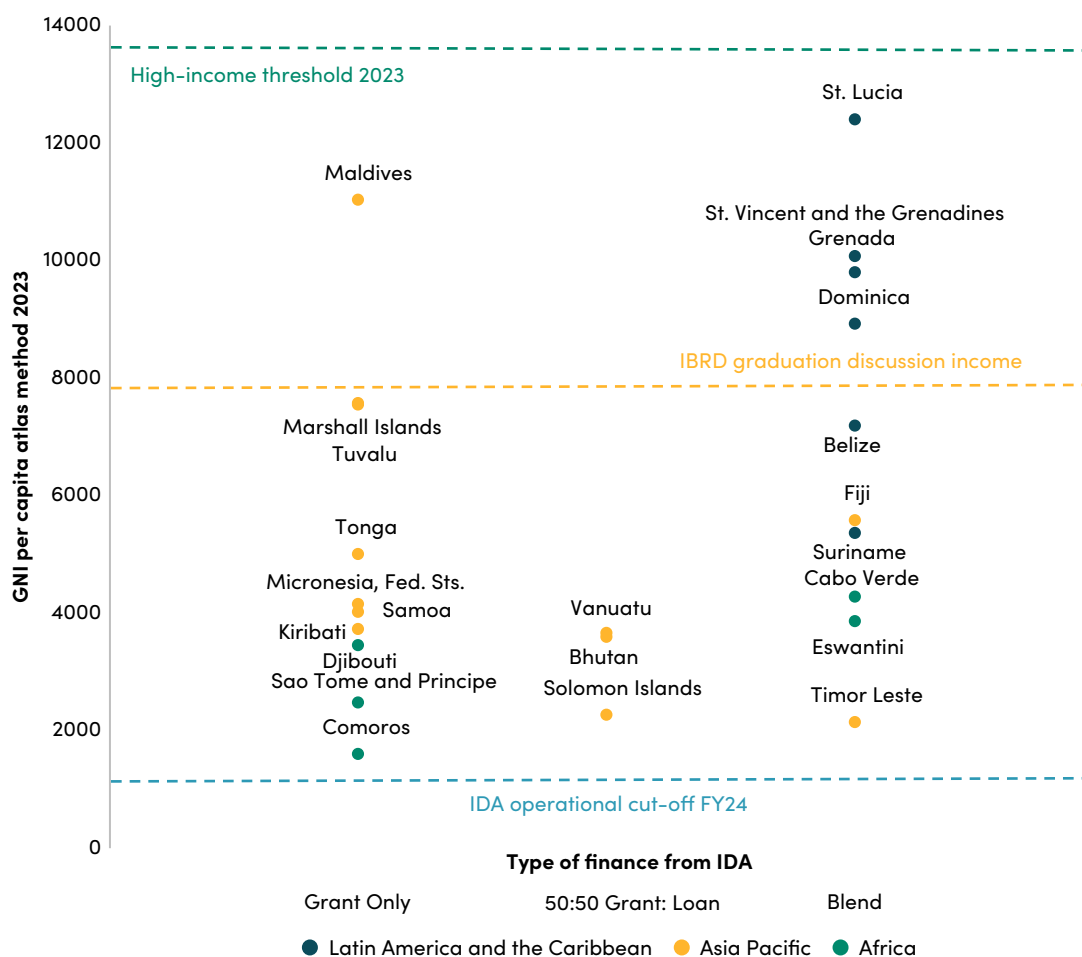 14000
High-income threshold 2023
St. Lucia
12000
Maldives
St. Vincent and the Grenadines
Grenada
10000
Dominica
IBRD graduation discussion income
8000
Marshall Islands
Tuvalu
Belize
6000
Fiji
Tonga
Suriname
Micronesia, Fed. Sts.
Cabo Verde
4000
Samoa
Vanuatu
Kiribati
Eswantini
Djibouti
Bhutan
Sao Tome and Principe
Solomon Islands
Timor Leste
2000
Comoros
IDA operational cut-off FY24
0
GNI per capita atlas method 2023
Type of finance from IDA
Grant Only
50:50 Grant: Loan
Blend
Latin America and the Caribbean
Asia Pacific
Africa